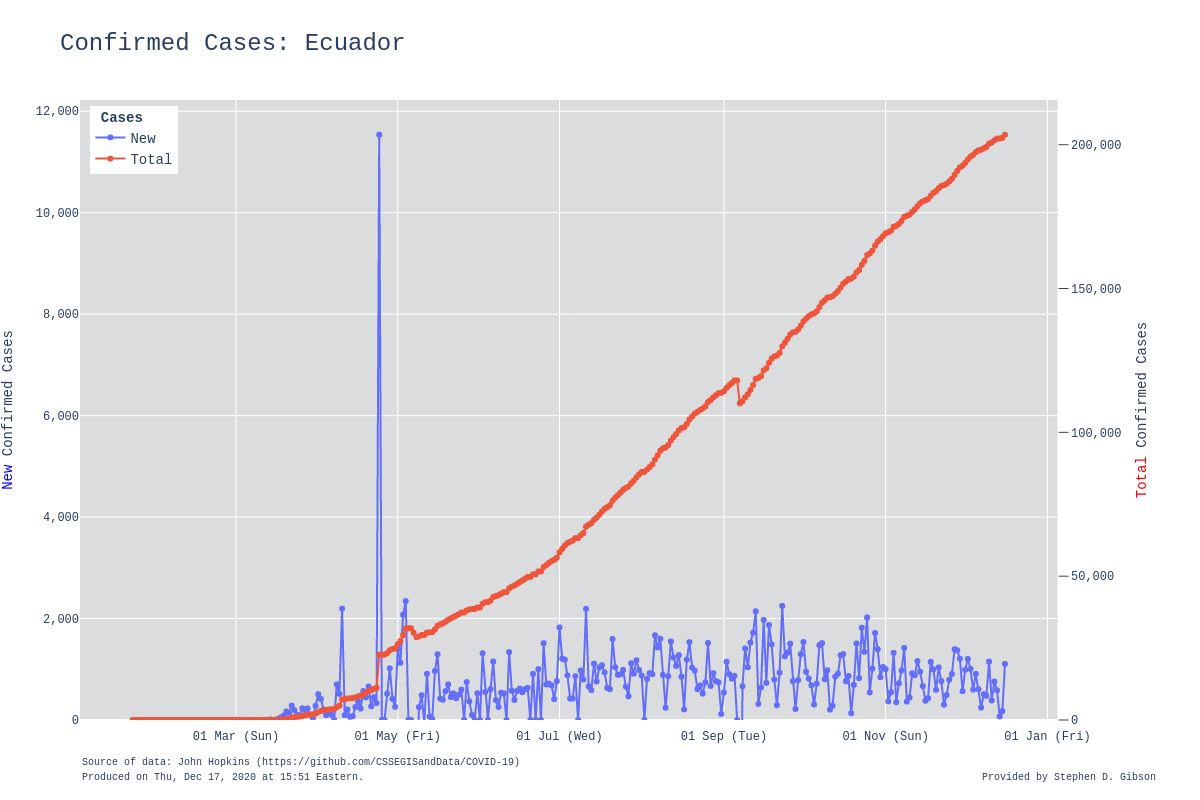 Confirmed Cases: Ecuador
Cases
New
Total
12,000
10,000
8,000
6,000
4,000
2,000
0
New Confirmed Cases
200,000
150,000
100,000
50,000
0
Total Confirmed Cases
01 Mar (Sun)
01 May (Fri)
01 Jul (Wed)
01 Sep (Tue)
01 Nov (Sun)
01 Jan (Fri)
Source of data: John Hopkins (https://github.com/CSSEGISandData/COVID-19)
Produced on Thu, Dec 17, 2020 at 15:51 Eastern.
Provided by Stephen D. Gibson